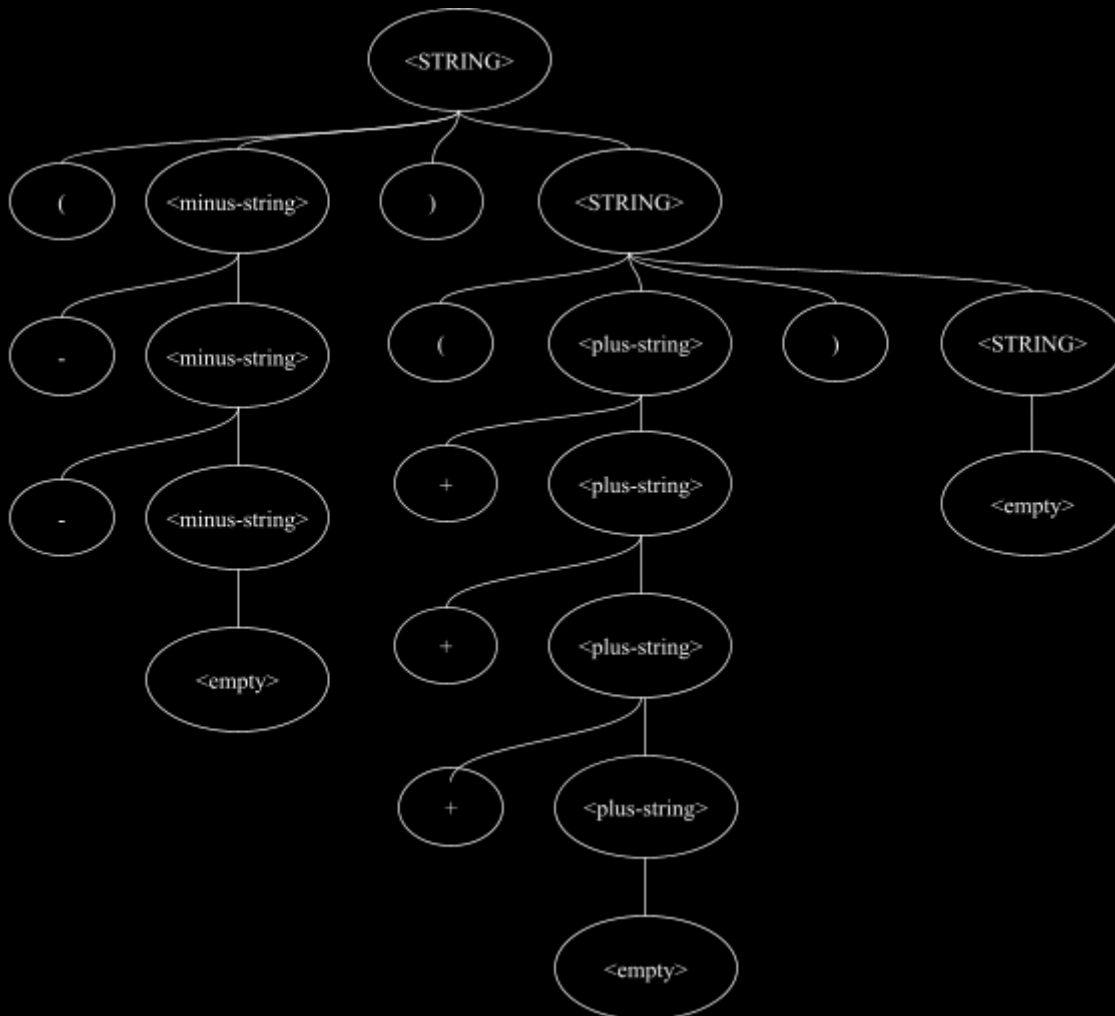 <STRING>
( <minus-string> ) <STRING>
- <minus-string> ( <plus-string> ) <STRING>
- <minus-string> + <plus-string> <empty>
<empty> + <plus-string>
+ <plus-string>
<empty>